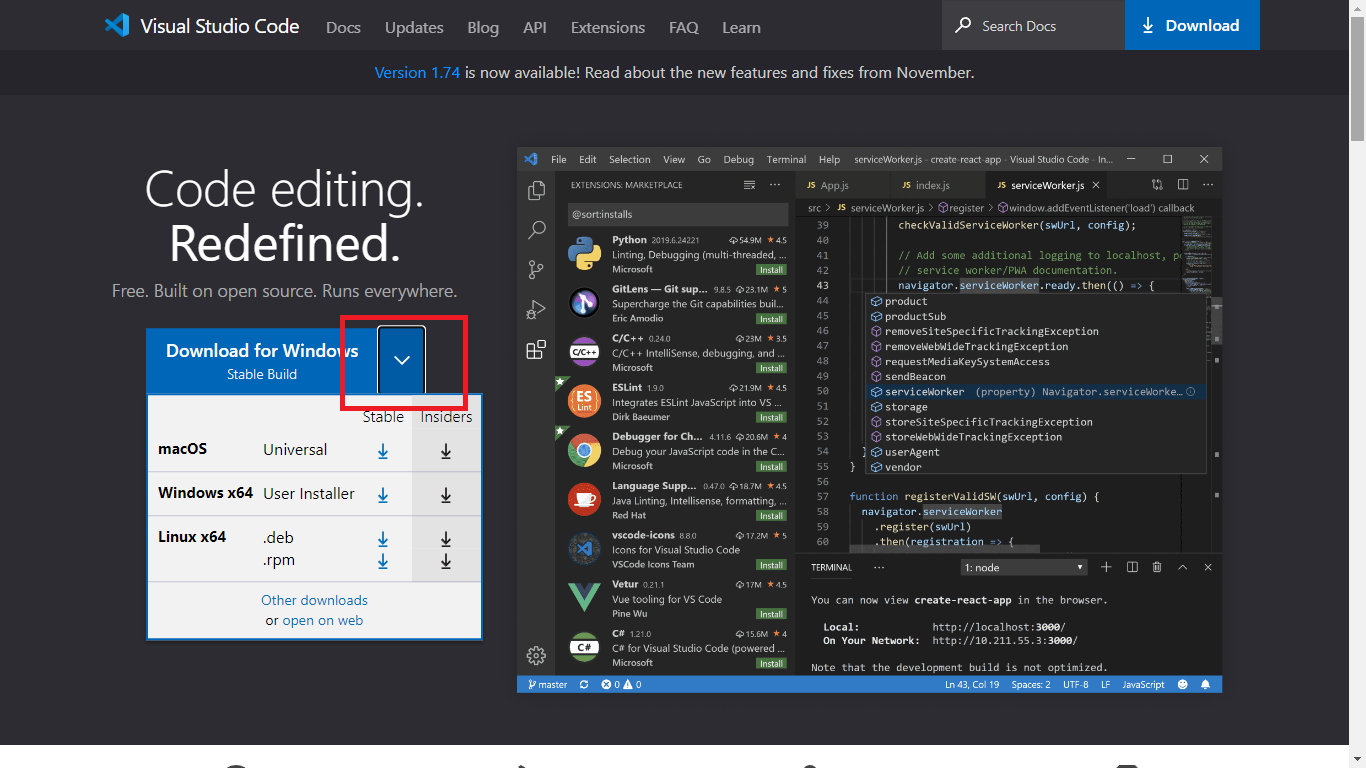 Visual Studio Code Docs Updates Blog API Extensions FAQ Learn Search Docs Download
Version 1.74 is now available! Read about the new features and fixes from November.
Code editing.
Redefined.
Free. Built on open source. Runs everywhere.
Download for Windows
Stable Build
Stable Insiders
macOS Universal
Windows x64 User Installer
Linux x64 .deb
.rpm
Other downloads
or open on web
File Edit Selection View Go Debug Terminal Help serviceWorker.js - create-react-app - Visual Studio Code - In...
EXTENSIONS: MARKETPLACE
@sort:installs
Python 2019.6.24221 54.9M 4.5
Linting, Debugging (multi-threaded, ...
Microsoft Install
GitLens — Git sup... 9.8.5 23.1M 5
Supercharge the Git capabilities buil...
Eric Amodio Install
C/C++ 0.24.0 23M 3.5
C/C++ IntelliSense, debugging, and ...
Microsoft Install
C/C++
ESLint 1.9.0 21.9M 4.5
Integrates ESLint JavaScript into VS ...
Dirk Baeumer Install
ES
Lint
Debugger for Ch... 4.11.6 20.6M 4
Debug your JavaScript code in the C...
Microsoft Install
Language Supp... 0.47.0 18.7M 4.5
Java Linting, Intellisense, formatting, ...
Red Hat Install
vscode-icons 8.8.0 17.2M 5
Icons for Visual Studio Code
VSCode Icons Team Install
Vetur 0.21.1 17M 4.5
Vue tooling for VS Code
Pine Wu Install
C# 1.21.0 15.6M 4
C# for Visual Studio Code (powered ...
Microsoft Install
C#
JS App.js JS index.js JS serviceWorker.js
src > JS serviceWorker.js > register > window.addEventListener('load') callback
39 checkValidServiceWorker(swUrl, config);
40
41 // Add some additional logging to localhost, po
42 // service worker/PWA documentation.
43 navigator.serviceWorker.ready.then(() => {
44 product
45 productSub
46 removeSiteSpecificTrackingException
47 removeWebWideTrackingException
48 requestMediaKeySystemAccess
49 sendBeacon
50 serviceWorker (property) Navigator.serviceWorke...
51 storage
52 storeSiteSpecificTrackingException
53 storeWebWideTrackingException
54 } userAgent
55 } vendor
56
57 function registerValidSW(swUrl, config) {
58 navigator.serviceWorker
59 .register(swUrl)
60 .then(registration => {
TERMINAL ... 1: node
You can now view create-react-app in the browser.
Local: http://localhost:3000/
On Your Network: http://10.211.55.3:3000/
Note that the development build is not optimized.
master 0 0 Ln 43, Col 19 Spaces: 2 UTF-8 LF JavaScript